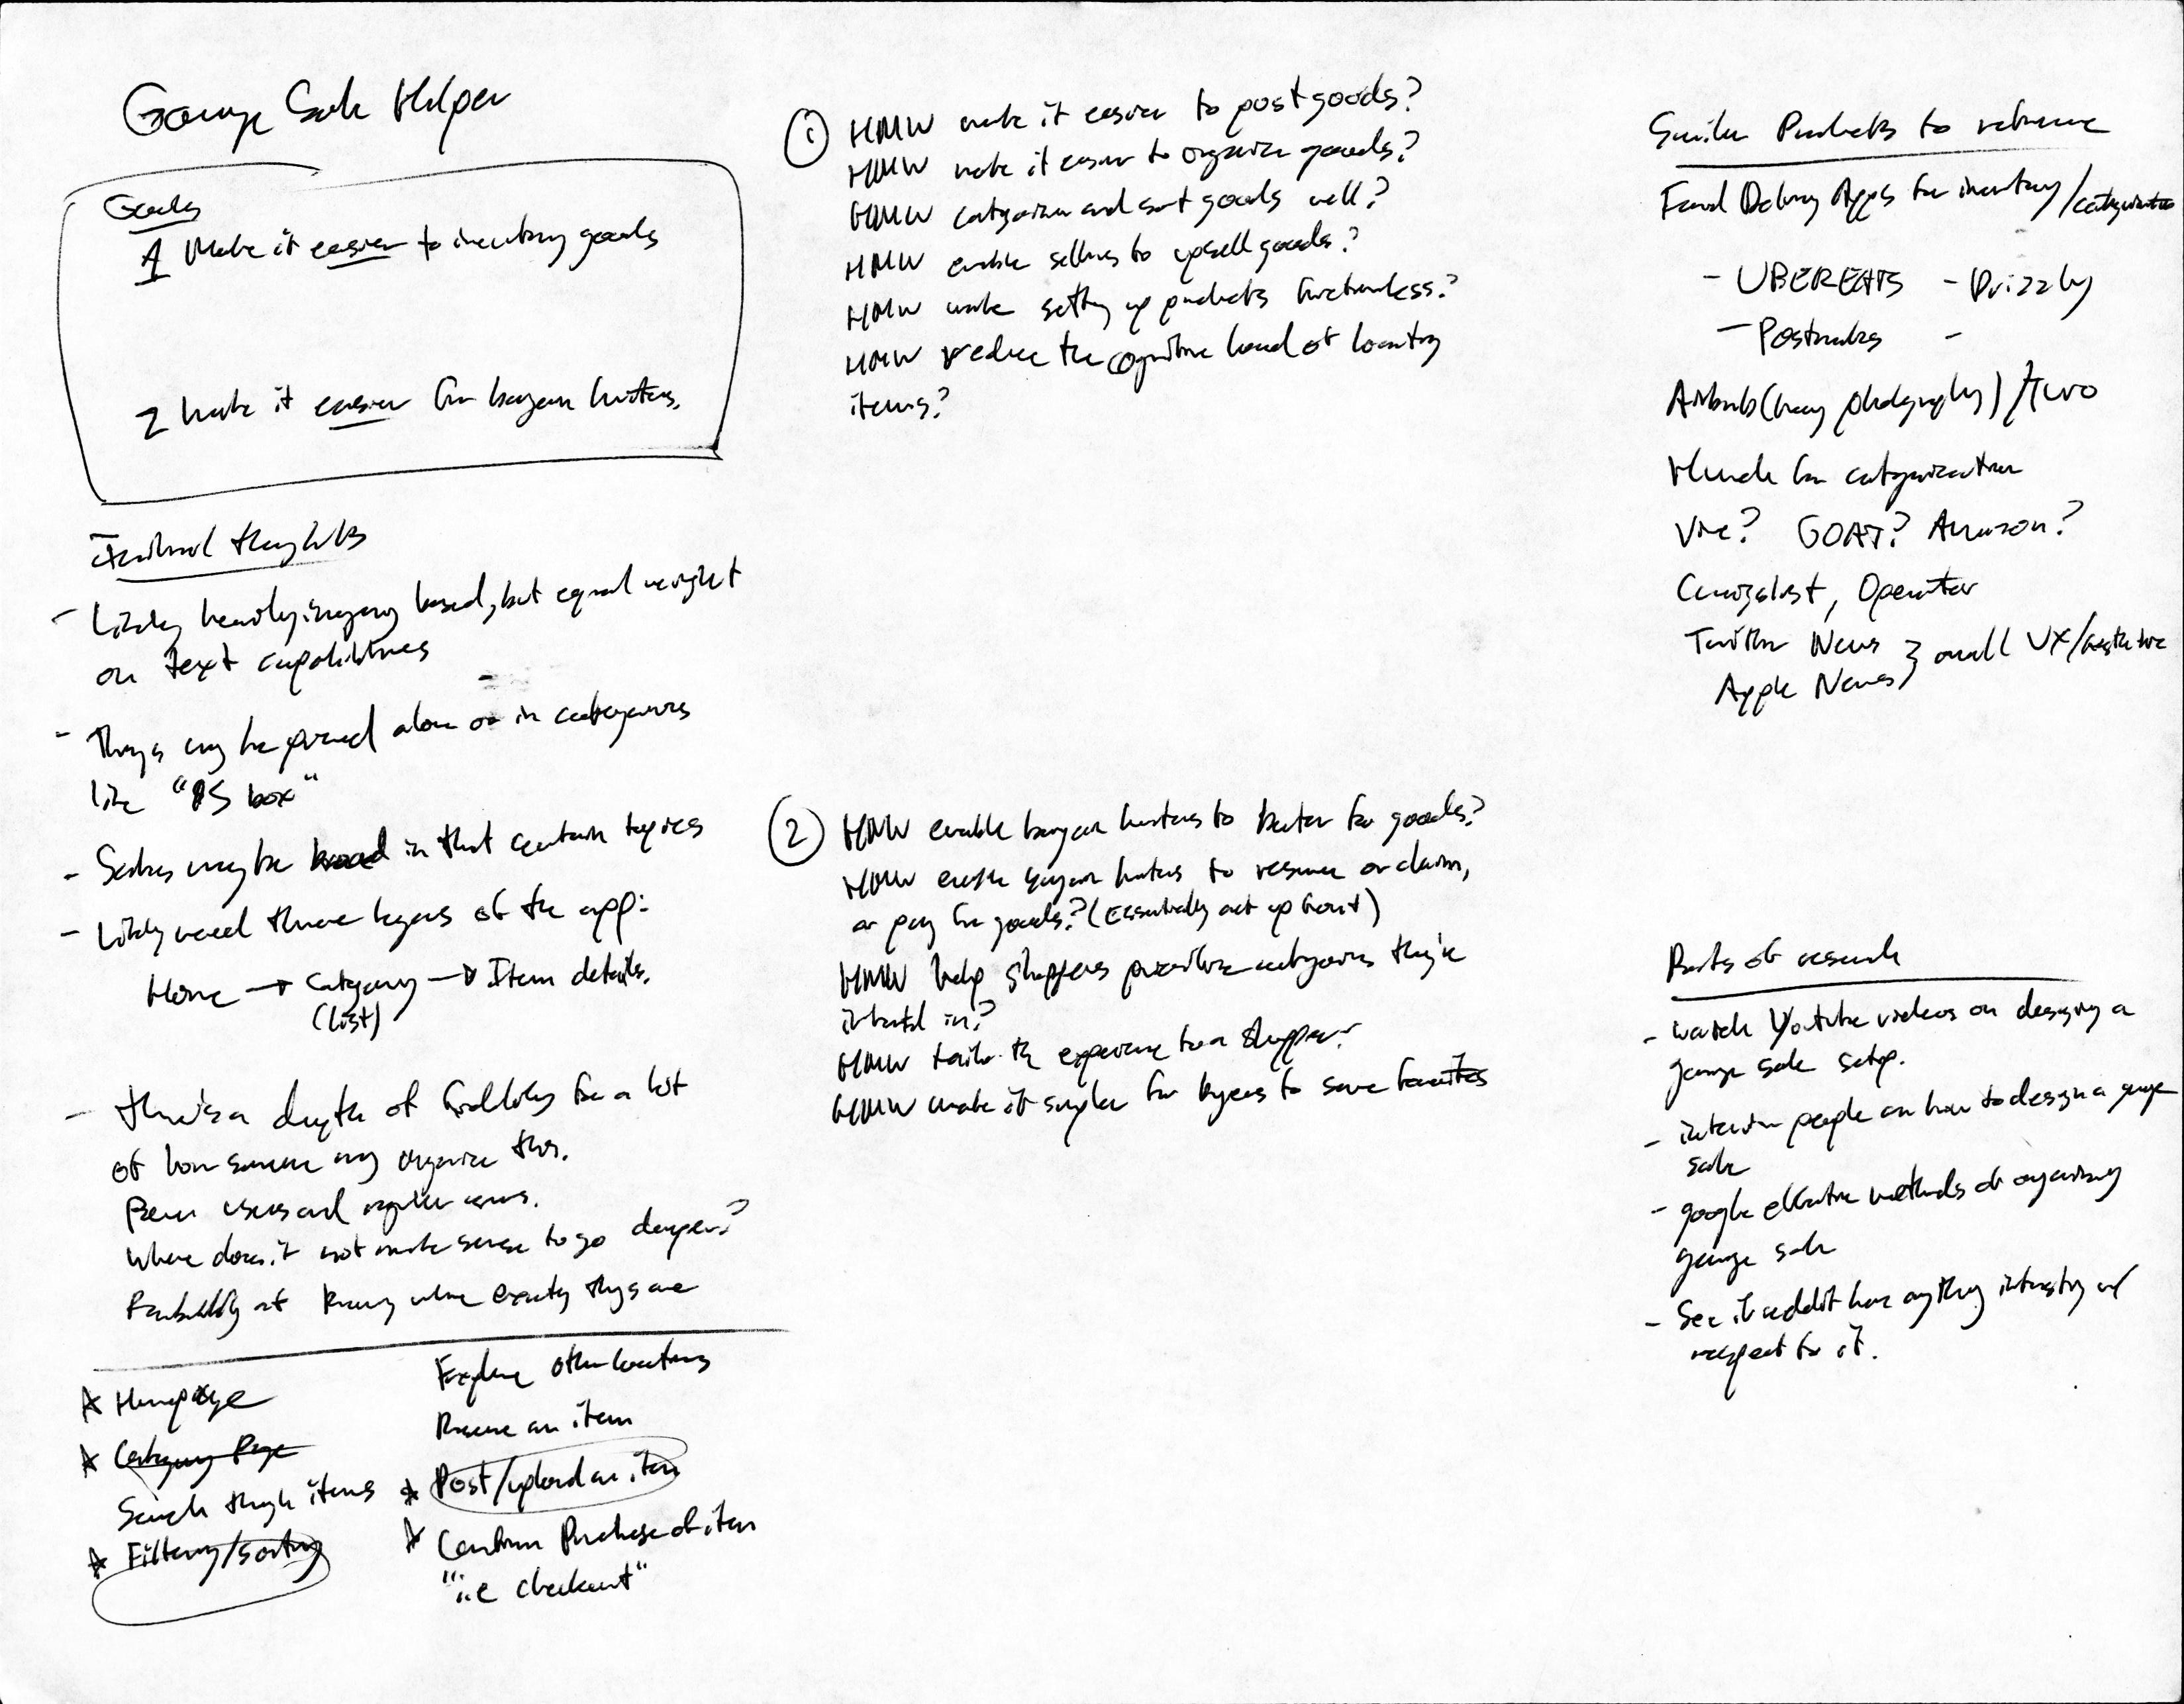 Garage Sale Helper
Goals
1 Make it easier to inventory goods
2 Make it easier for bargain hunters.
Initial thoughts
- Likely heavily imagery based, but equal weight
on text capabilities
- Things may be priced alone or in categories
like "$5 box"
- Sales may be broad in that contain topics
- Likely need three layers of the app:
Home → Category → Item details.
(list)
- There's a depth of fidelity for a lot
of how someone may organize this.
Power users and regular users.
Where does it not make sense to go deeper?
Probably at knowing where exactly things are
☆ Homepage
☆ Category Page
Search through items
☆ Filtering/sorting
Explore other locations
Reserve an item
☆ Post/upload an item
☆ Confirm Purchase of item
"i.e checkout"
① HMW make it easier to post goods?
HMW make it easier to organize goods?
HMW categorize and sort goods well?
HMW enable sellers to upsell goods?
HMW make setting up products frictionless?
HMW reduce the cognitive load of locating
items?
② HMW enable bargain hunters to barter for goods?
HMW enable bargain hunters to reserve or claim,
or pay for goods? (Essentially act up front)
HMW help shoppers prioritize categories they're
interested in?
HMW tailor the experience to a shopper?
HMW make it simpler for buyers to save favorites
Similar Products to reference
Food Delivery Apps for inventory/categorization
- UBEREATS - Drizzly
- Postmates -
Airbnb (heavy photography) / Turo
for categorization
GOAT? Amazon?
Craigslist, Operator
Twitter News } overall UX/aesthetic
Apple News
Parts of research
- watch Youtube videos on designing a
garage sale setup.
- interview people on how to design a garage
sale
- google effective methods of organizing
garage sale
- See if reddit has anything interesting w/
respect to it.